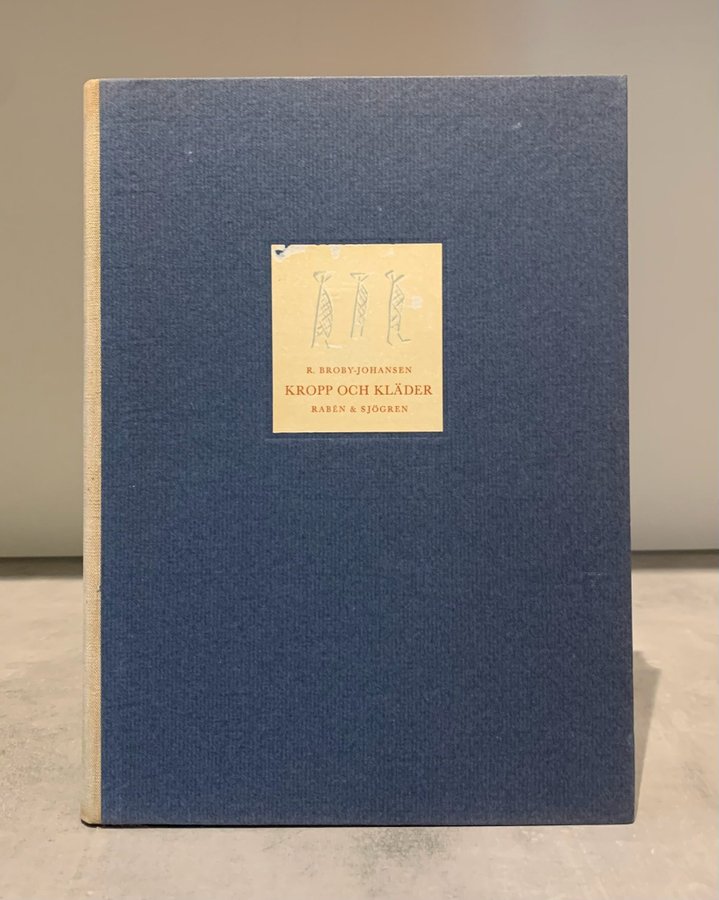 R. BROBY-JOHANSEN
KROPP OCH KLÄDER
RABÉN & SJÖGREN